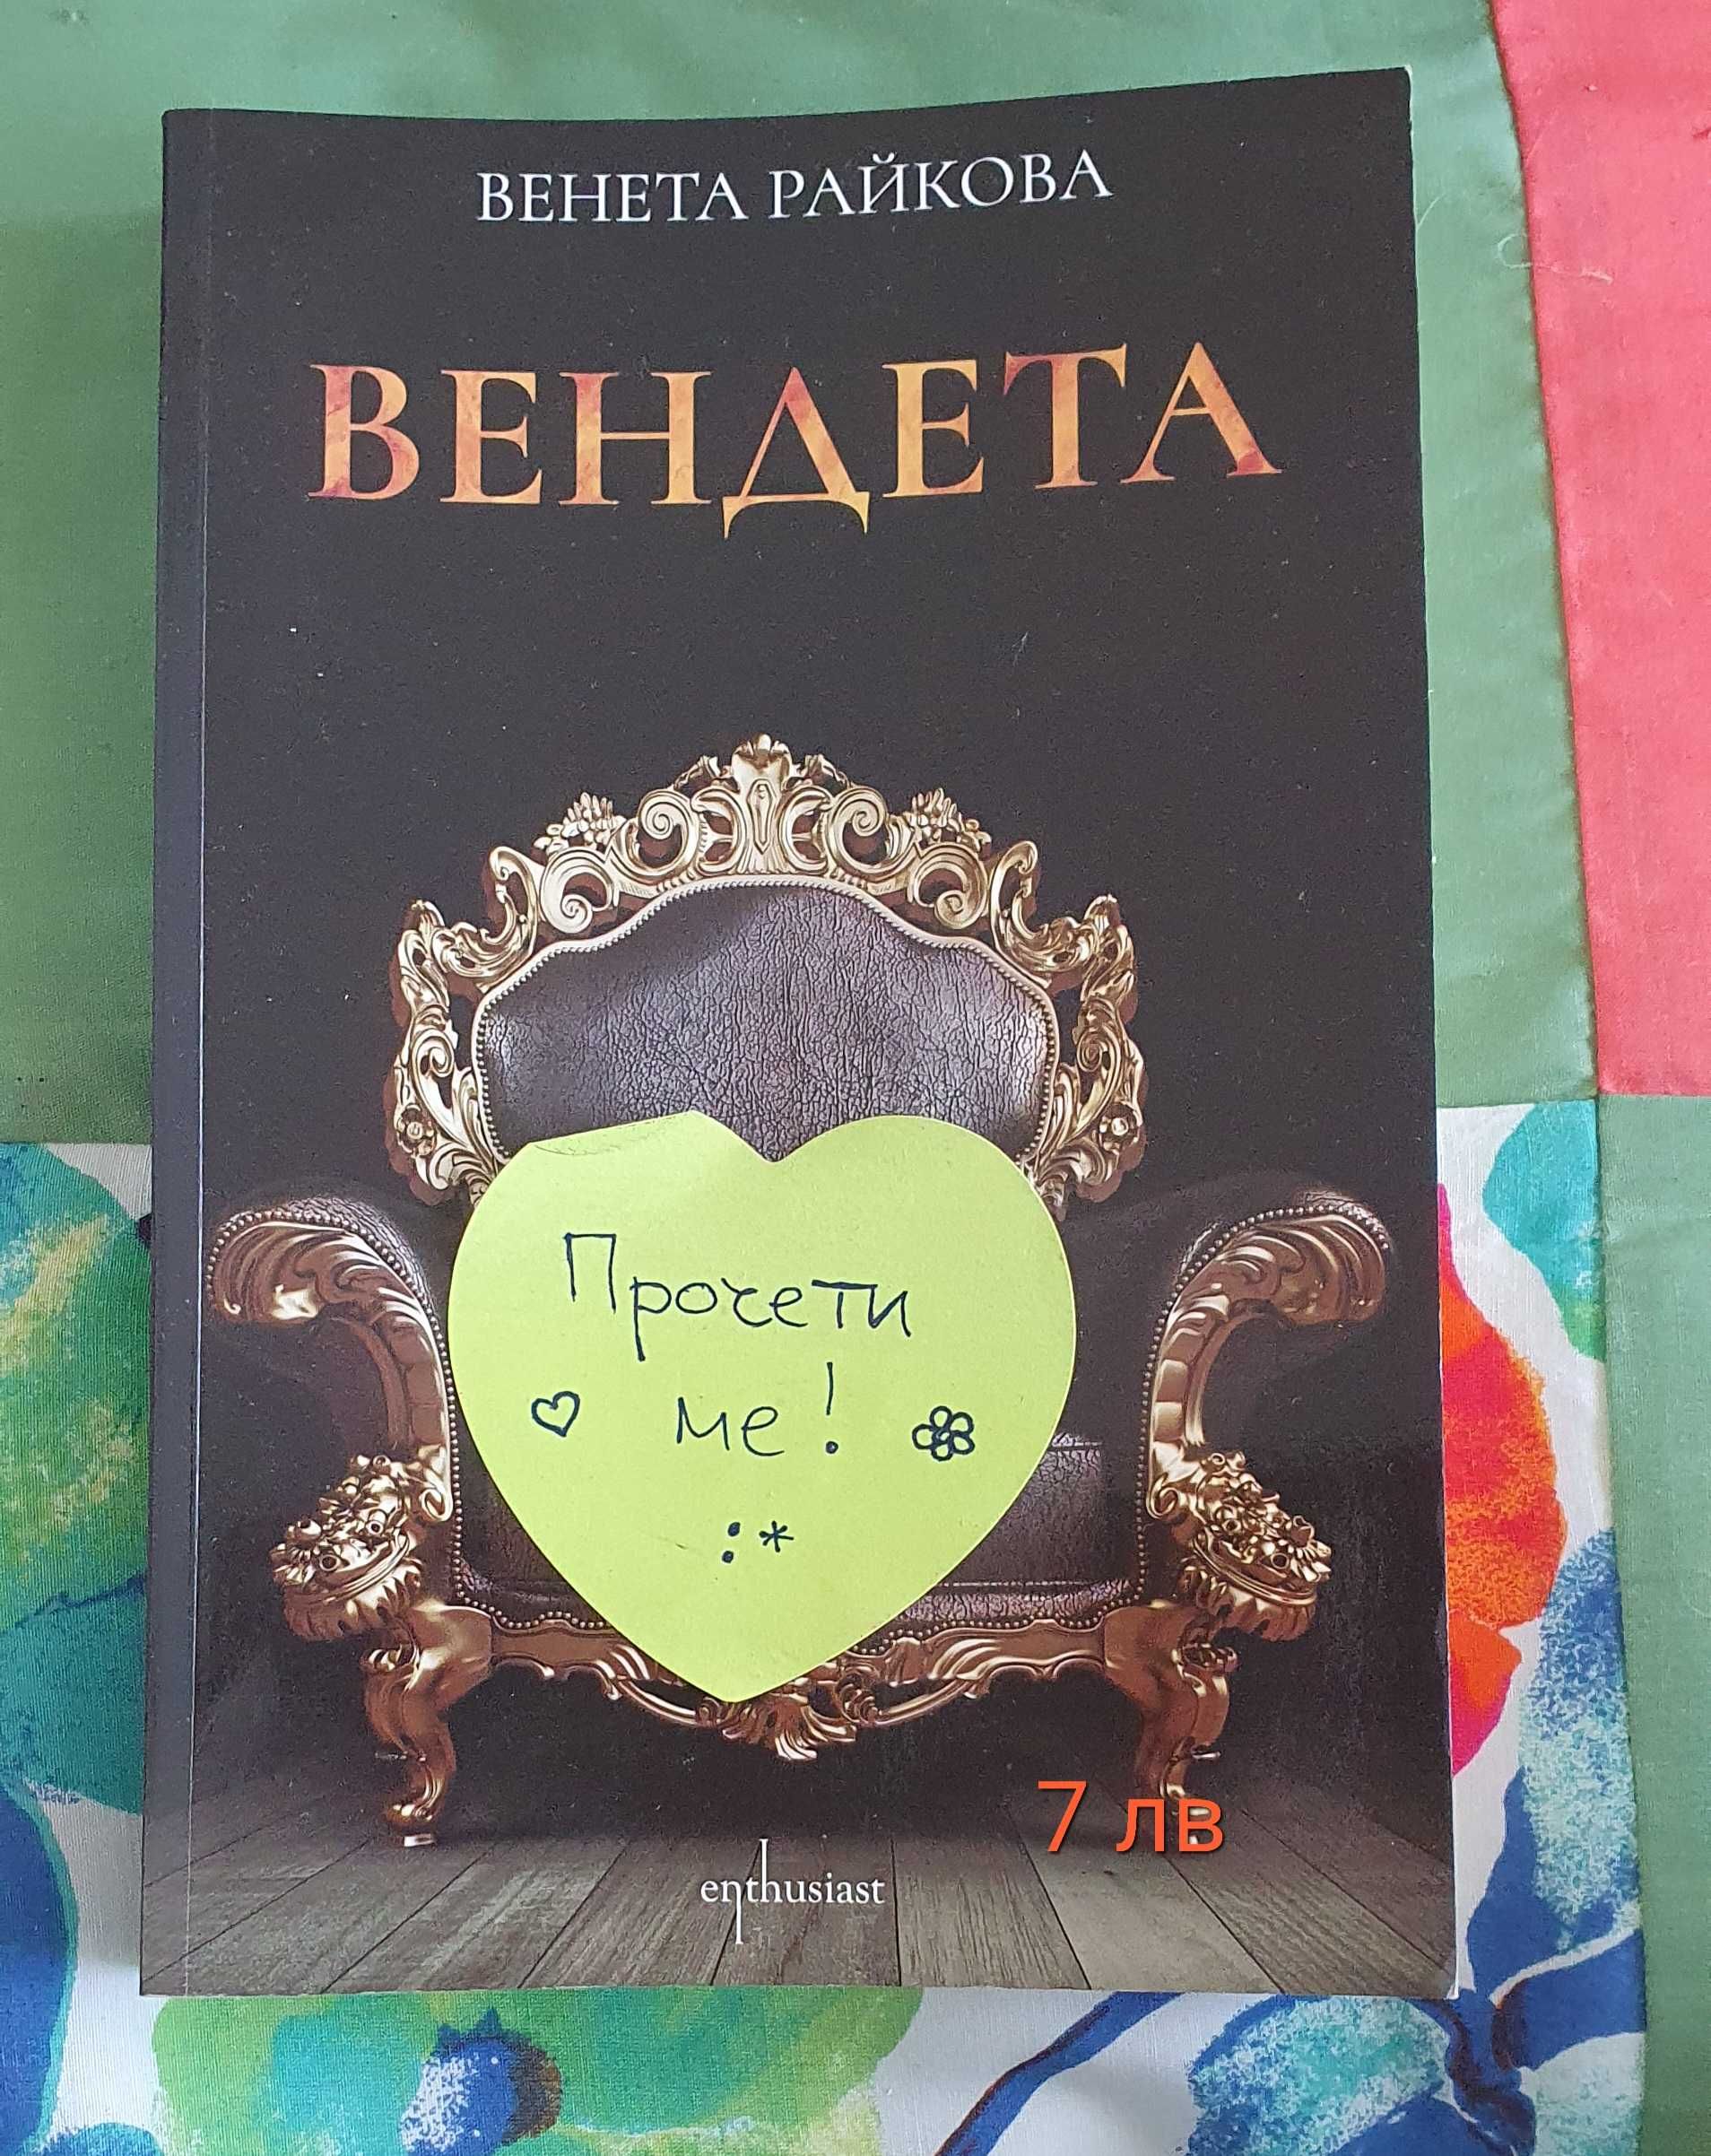 ВЕНЕТА РАЙКОВА
ВЕНДЕТА
Прочети
ме!
:*
7 лв
enthusiast